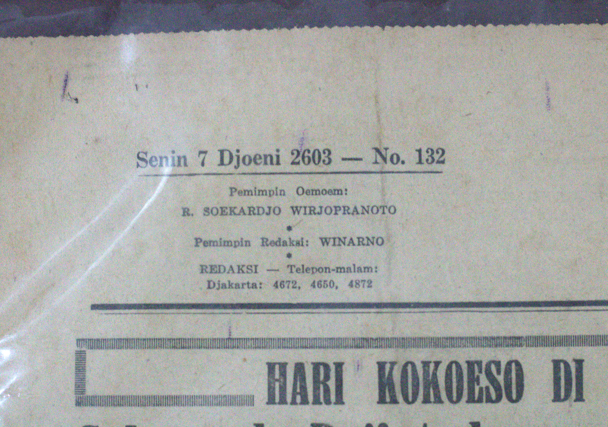 Senin 7 Djoeni 2603 — No. 132
Pemimpin Oemoem:
R. SOEKARDJO WIRJOPRANOTO
Pemimpin Redaksi: WINARNO
REDAKSI — Telepon-malam:
Djakarta: 4672, 4650, 4872
HARI KOKOESO DI